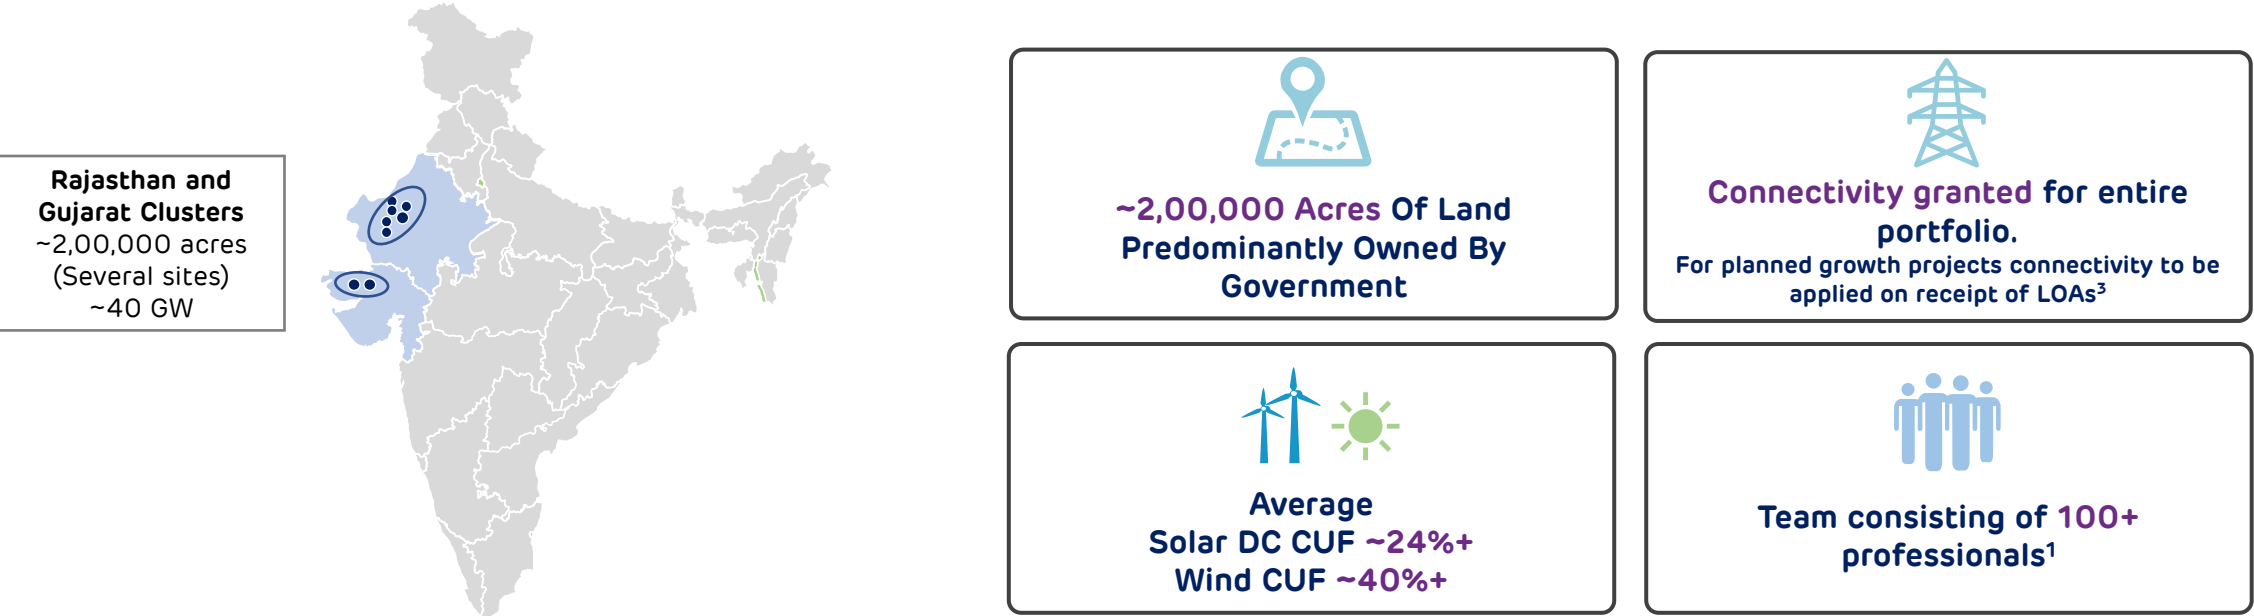 Rajasthan and
Gujarat Clusters
~2,00,000 acres
(Several sites)
~40 GW
~2,00,000 Acres Of Land
Predominantly Owned By
Government
Connectivity granted for entire
portfolio.
For planned growth projects connectivity to be
applied on receipt of LOAs³
Average
Solar DC CUF ~24%+
Wind CUF ~40%+
Team consisting of 100+
professionals¹